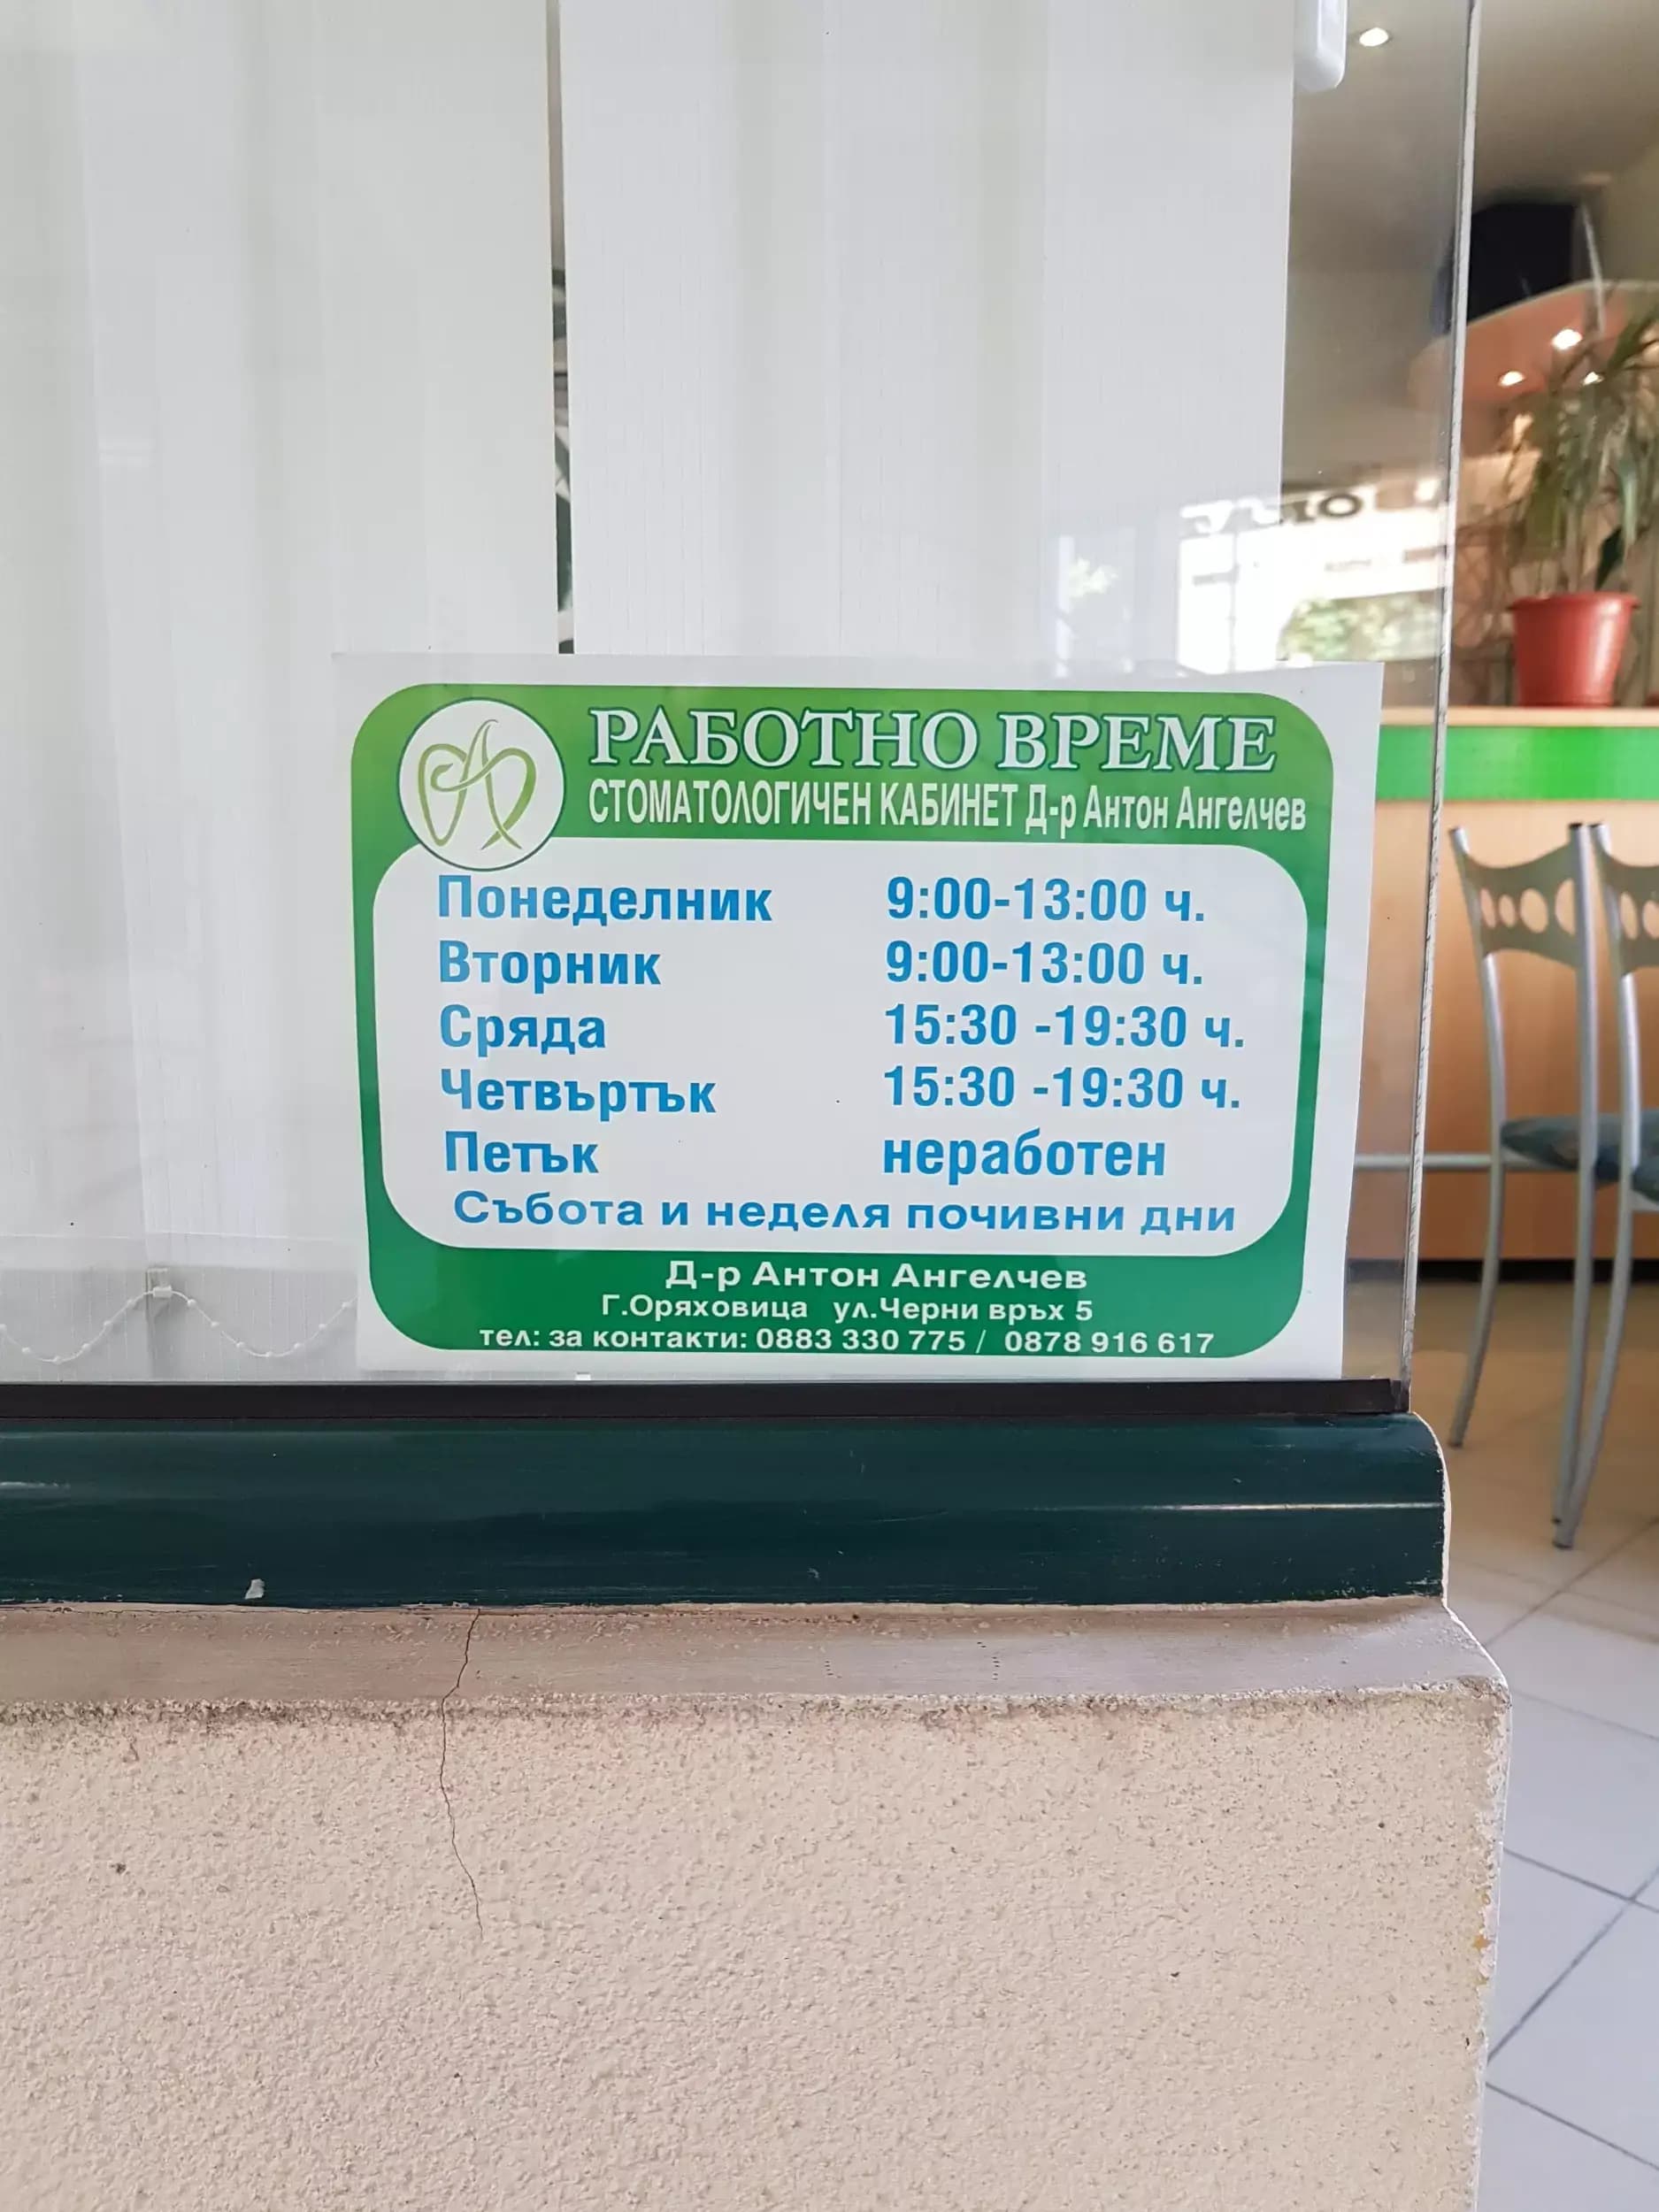 РАБОТНО ВРЕМЕ
СТОМАТОЛОГИЧЕН КАБИНЕТ Д-р Антон Ангелчев
Понеделник 9:00-13:00 ч.
Вторник 9:00-13:00 ч.
Сряда 15:30 -19:30 ч.
Четвъртък 15:30 -19:30 ч.
Петък неработен
Събота и неделя почивни дни
Д-р Антон Ангелчев
Г.Оряховица ул.Черни връх 5
тел: за контакти: 0883 330 775 / 0878 916 617